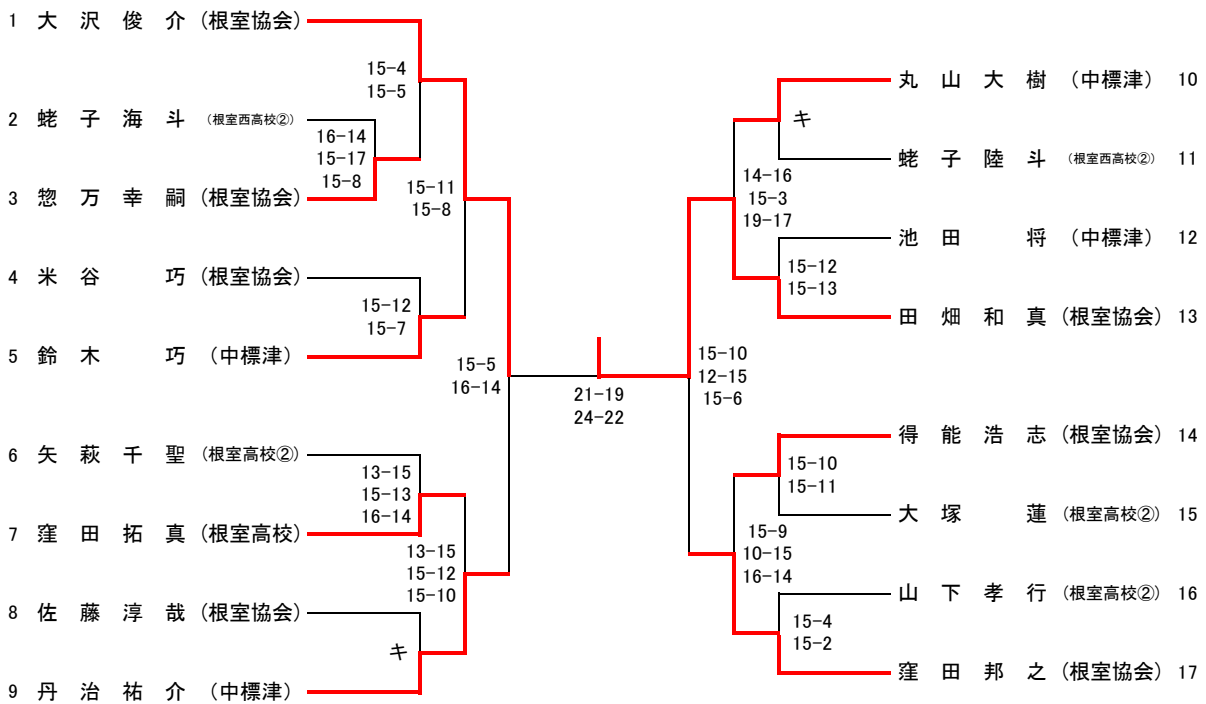 1 大沢俊介 (根室協会)
15-4
15-5
2 蛯子海斗 (根室西高校②)
16-14
15-17
15-8
3 惣万幸嗣 (根室協会)
15-11
15-8
4 米谷 巧 (根室協会)
15-12
15-7
5 鈴木 巧 (中標津)
15-5
16-14
6 矢萩千聖 (根室高校②)
13-15
15-13
16-14
7 窪田拓真 (根室高校)
13-15
15-12
15-10
8 佐藤淳哉 (根室協会)
キ
9 丹治祐介 (中標津)
21-19
24-22
丸山大樹 (中標津) 10
キ
蛯子陸斗 (根室西高校②) 11
14-16
15-3
19-17
池田 将 (中標津) 12
15-12
15-13
田畑和真 (根室協会) 13
15-10
12-15
15-6
得能浩志 (根室協会) 14
15-10
15-11
大塚 蓮 (根室高校②) 15
15-9
10-15
16-14
山下孝行 (根室高校②) 16
15-4
15-2
窪田邦之 (根室協会) 17